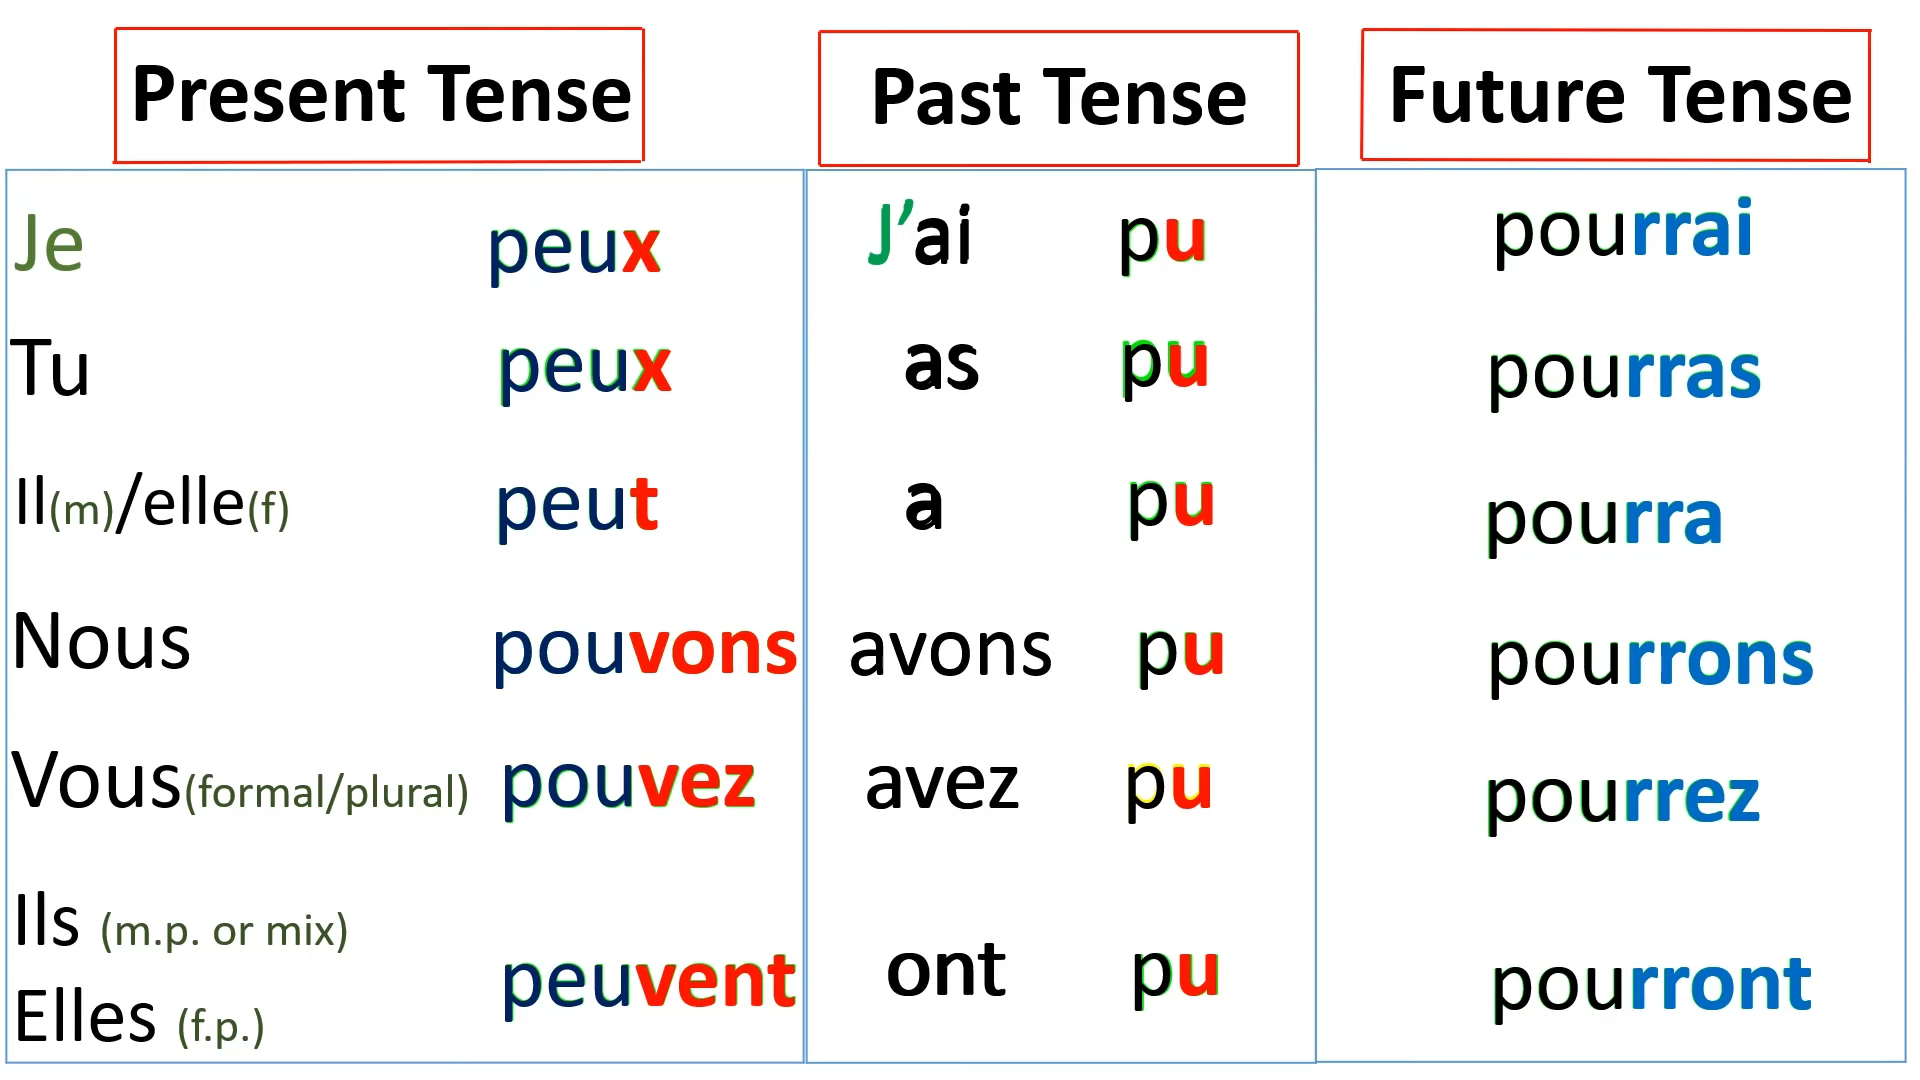 Present Tense Past Tense Future Tense
Je peux J'ai pu pourrai
Tu peux as pu pourras
Il(m)/elle(f) peut a pu pourra
Nous pouvons avons pu pourrons
Vous(formal/plural) pouvez avez pu pourrez
Ils (m.p. or mix)
peuvent ont pu pourront
Elles (f.p.)